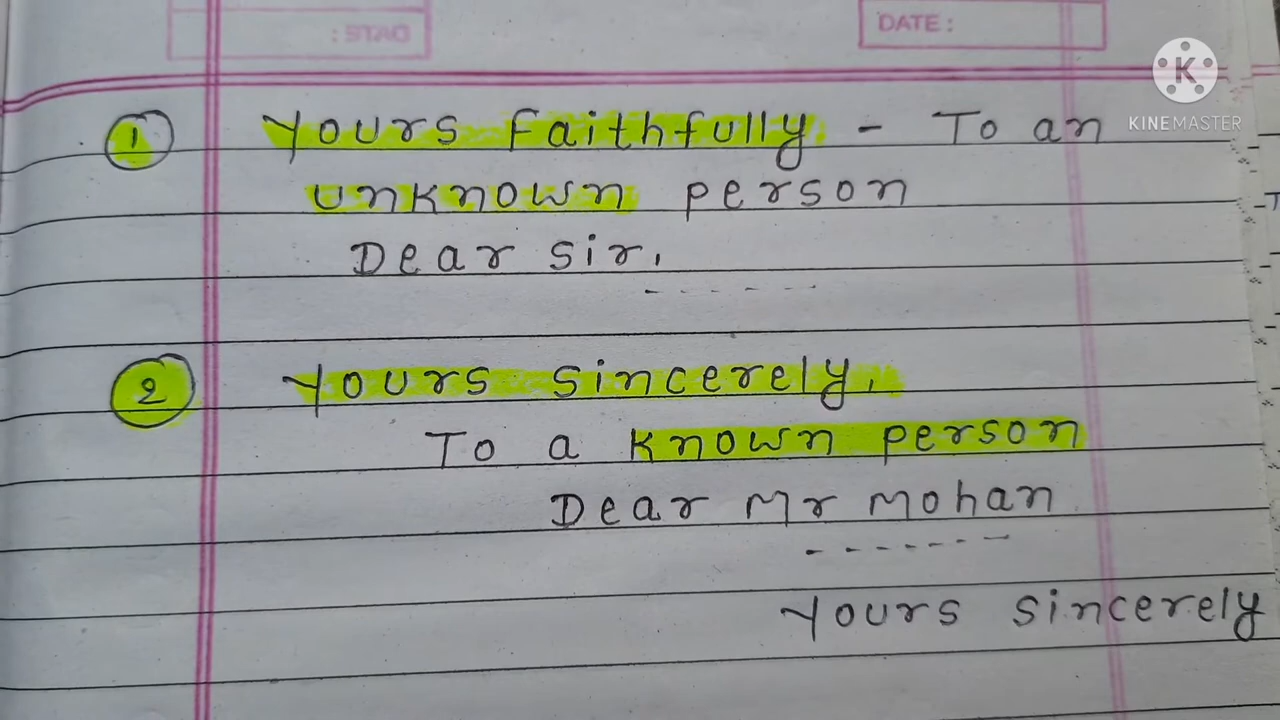 DATE :
DATE :
KINEMASTER
1 Yours Faithfully - To an
unknown person
Dear Sir,
- - - - - -
2 Yours sincerely,
To a known person
Dear Mr Mohan
- - - - - - -
Yours sincerely